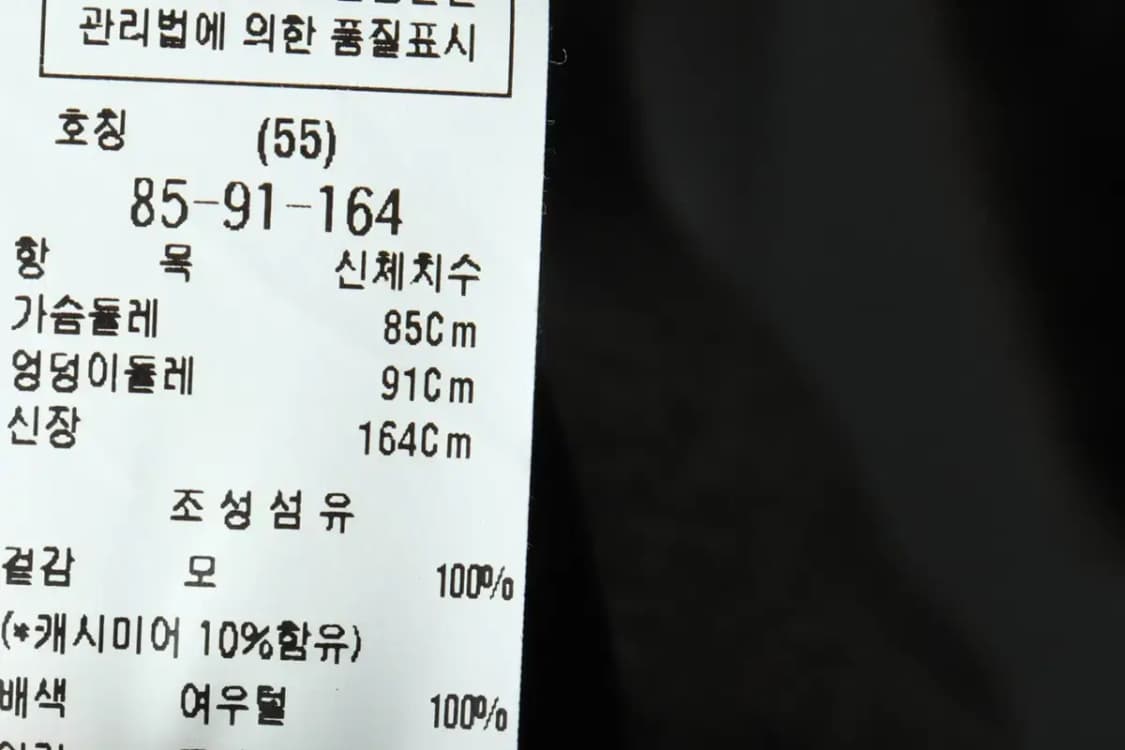 관리법에 의한 품질표시
호칭 (55)
85-91-164
항 목 신체치수
가슴둘레 85Cm
엉덩이둘레 91Cm
신장 164Cm
조성섬유
겉감 모 100%
(*캐시미어 10%함유)
배색 여우털 100%